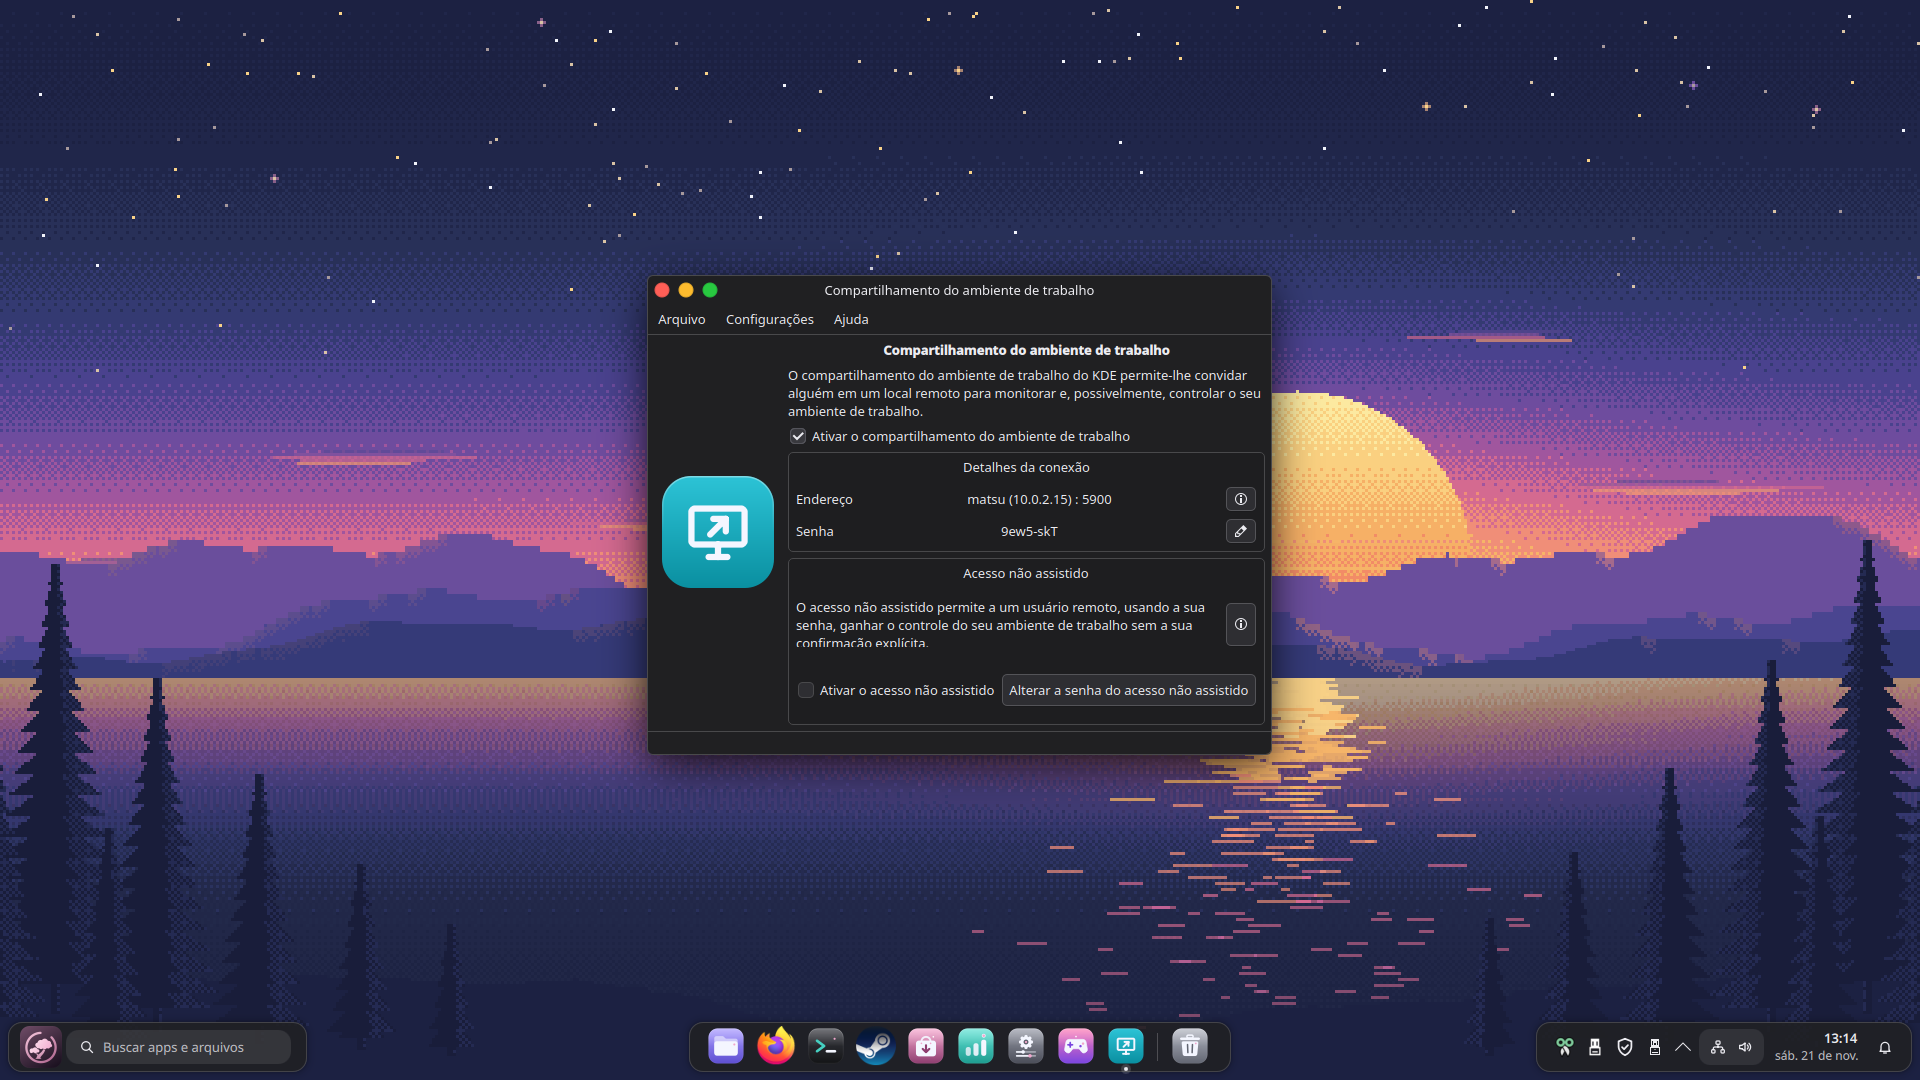 Compartilhamento do ambiente de trabalho
Arquivo Configurações Ajuda
Compartilhamento do ambiente de trabalho
O compartilhamento do ambiente de trabalho do KDE permite-lhe convidar
alguém em um local remoto para monitorar e, possivelmente, controlar o seu
ambiente de trabalho.
Ativar o compartilhamento do ambiente de trabalho
Detalhes da conexão
Endereço matsu (10.0.2.15) : 5900
Senha 9ew5-skT
Acesso não assistido
O acesso não assistido permite a um usuário remoto, usando a sua
senha, ganhar o controle do seu ambiente de trabalho sem a sua
confirmação explícita.
Ativar o acesso não assistido Alterar a senha do acesso não assistido
Buscar apps e arquivos
13:14
sáb. 21 de nov.